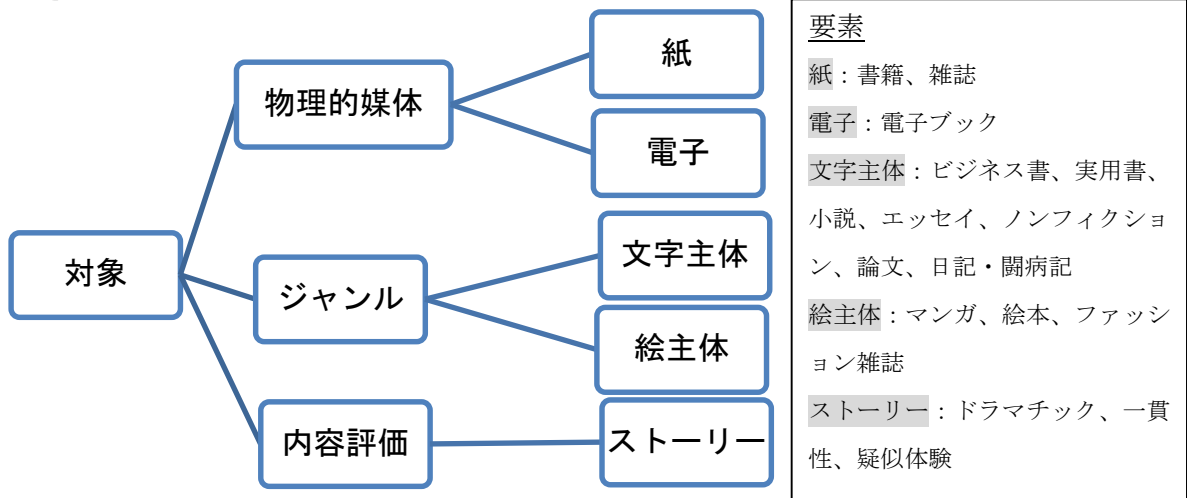 対象
物理的媒体
ジャンル
内容評価
紙
電子
文字主体
絵主体
ストーリー
要素
紙：書籍、雑誌
電子：電子ブック
文字主体：ビジネス書、実用書、
小説、エッセイ、ノンフィクショ
ン、論文、日記・闘病記
絵主体：マンガ、絵本、ファッシ
ョン雑誌
ストーリー：ドラマチック、一貫
性、疑似体験